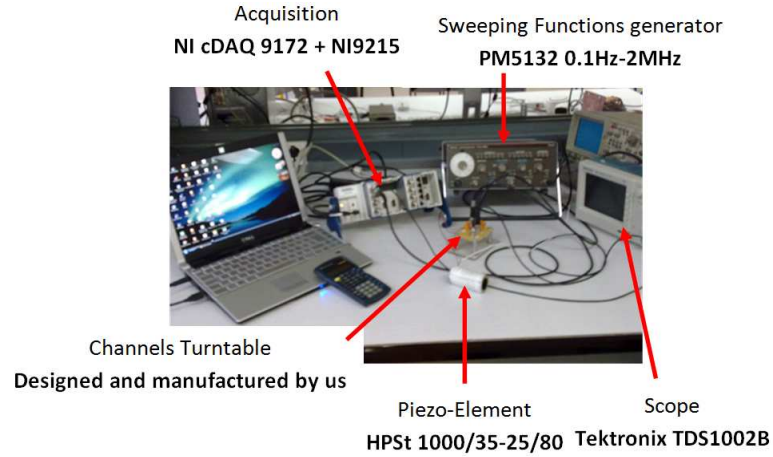 Acquisition
NI cDAQ 9172 + NI9215
Sweeping Functions generator
PM5132 0.1Hz-2MHz
Channels Turntable
Designed and manufactured by us
Piezo-Element
HPSt 1000/35-25/80
Scope
Tektronix TDS1002B